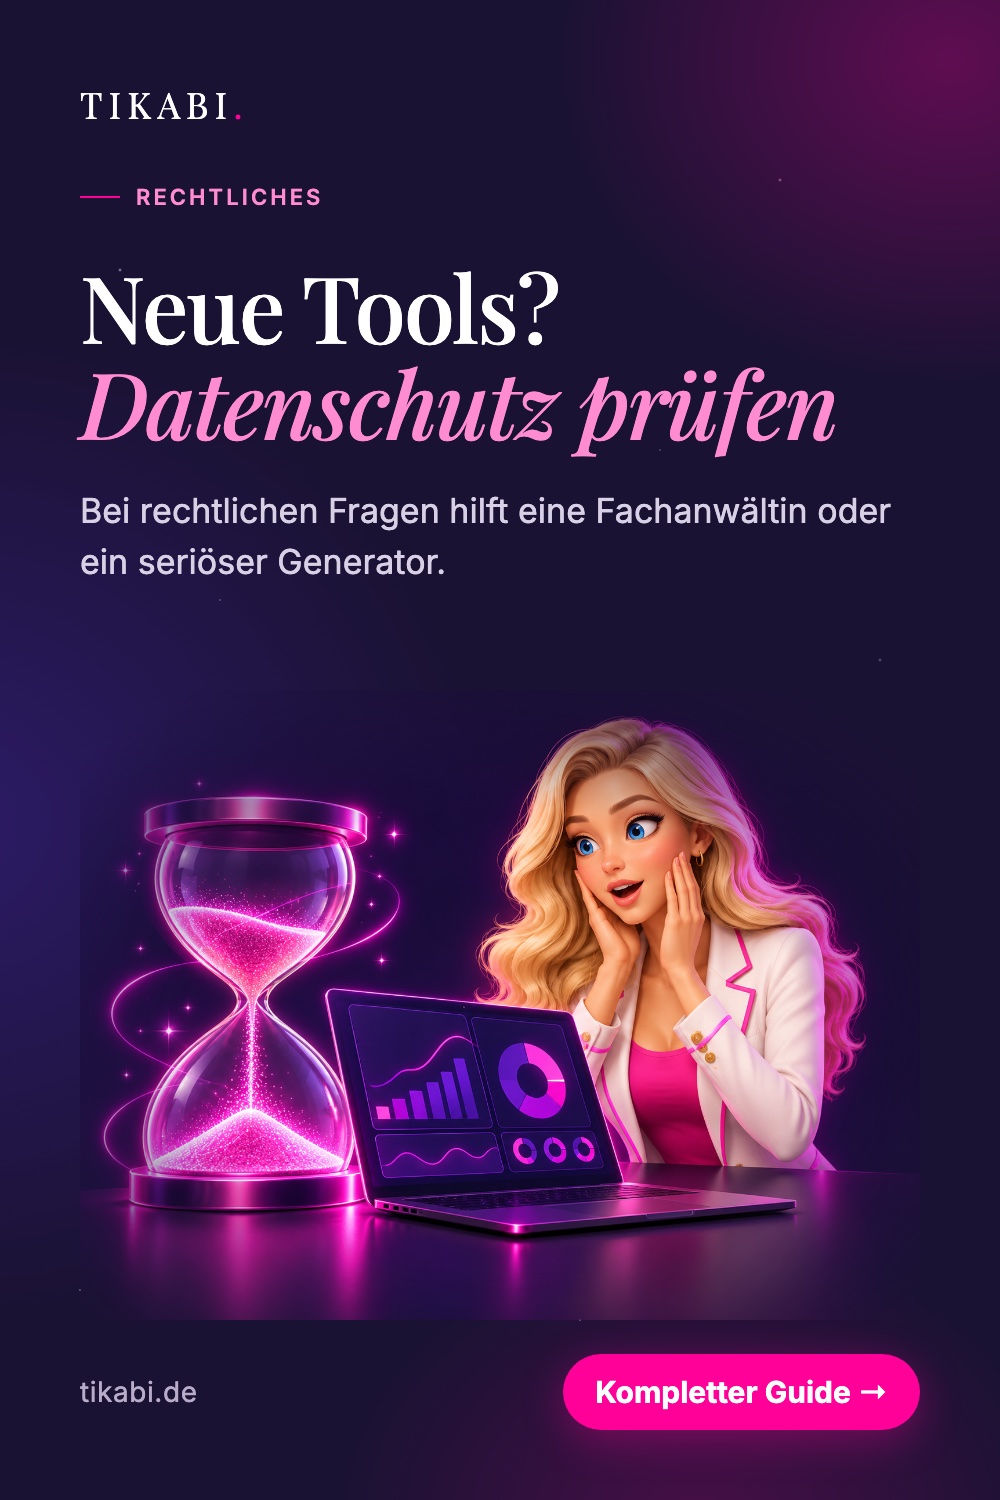 TIKABI.
RECHTLICHES
Neue Tools?
Datenschutz prüfen
Bei rechtlichen Fragen hilft eine Fachanwältin oder
ein seriöser Generator.
tikabi.de
Kompletter Guide →